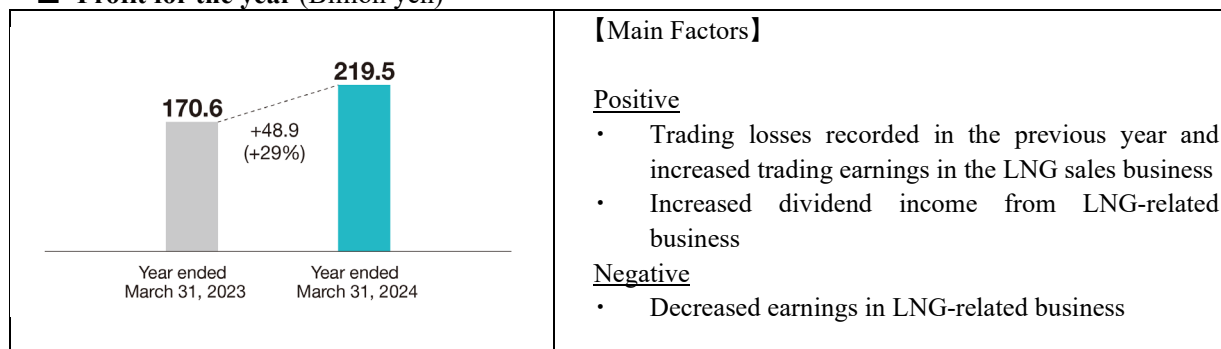 ■ Profit for the year (Billion yen)
170.6
219.5
+48.9
(+29%)
Year ended
March 31, 2023
Year ended
March 31, 2024
【Main Factors】
Positive
・ Trading losses recorded in the previous year and
increased trading earnings in the LNG sales business
・ Increased dividend income from LNG-related
business
Negative
・ Decreased earnings in LNG-related business